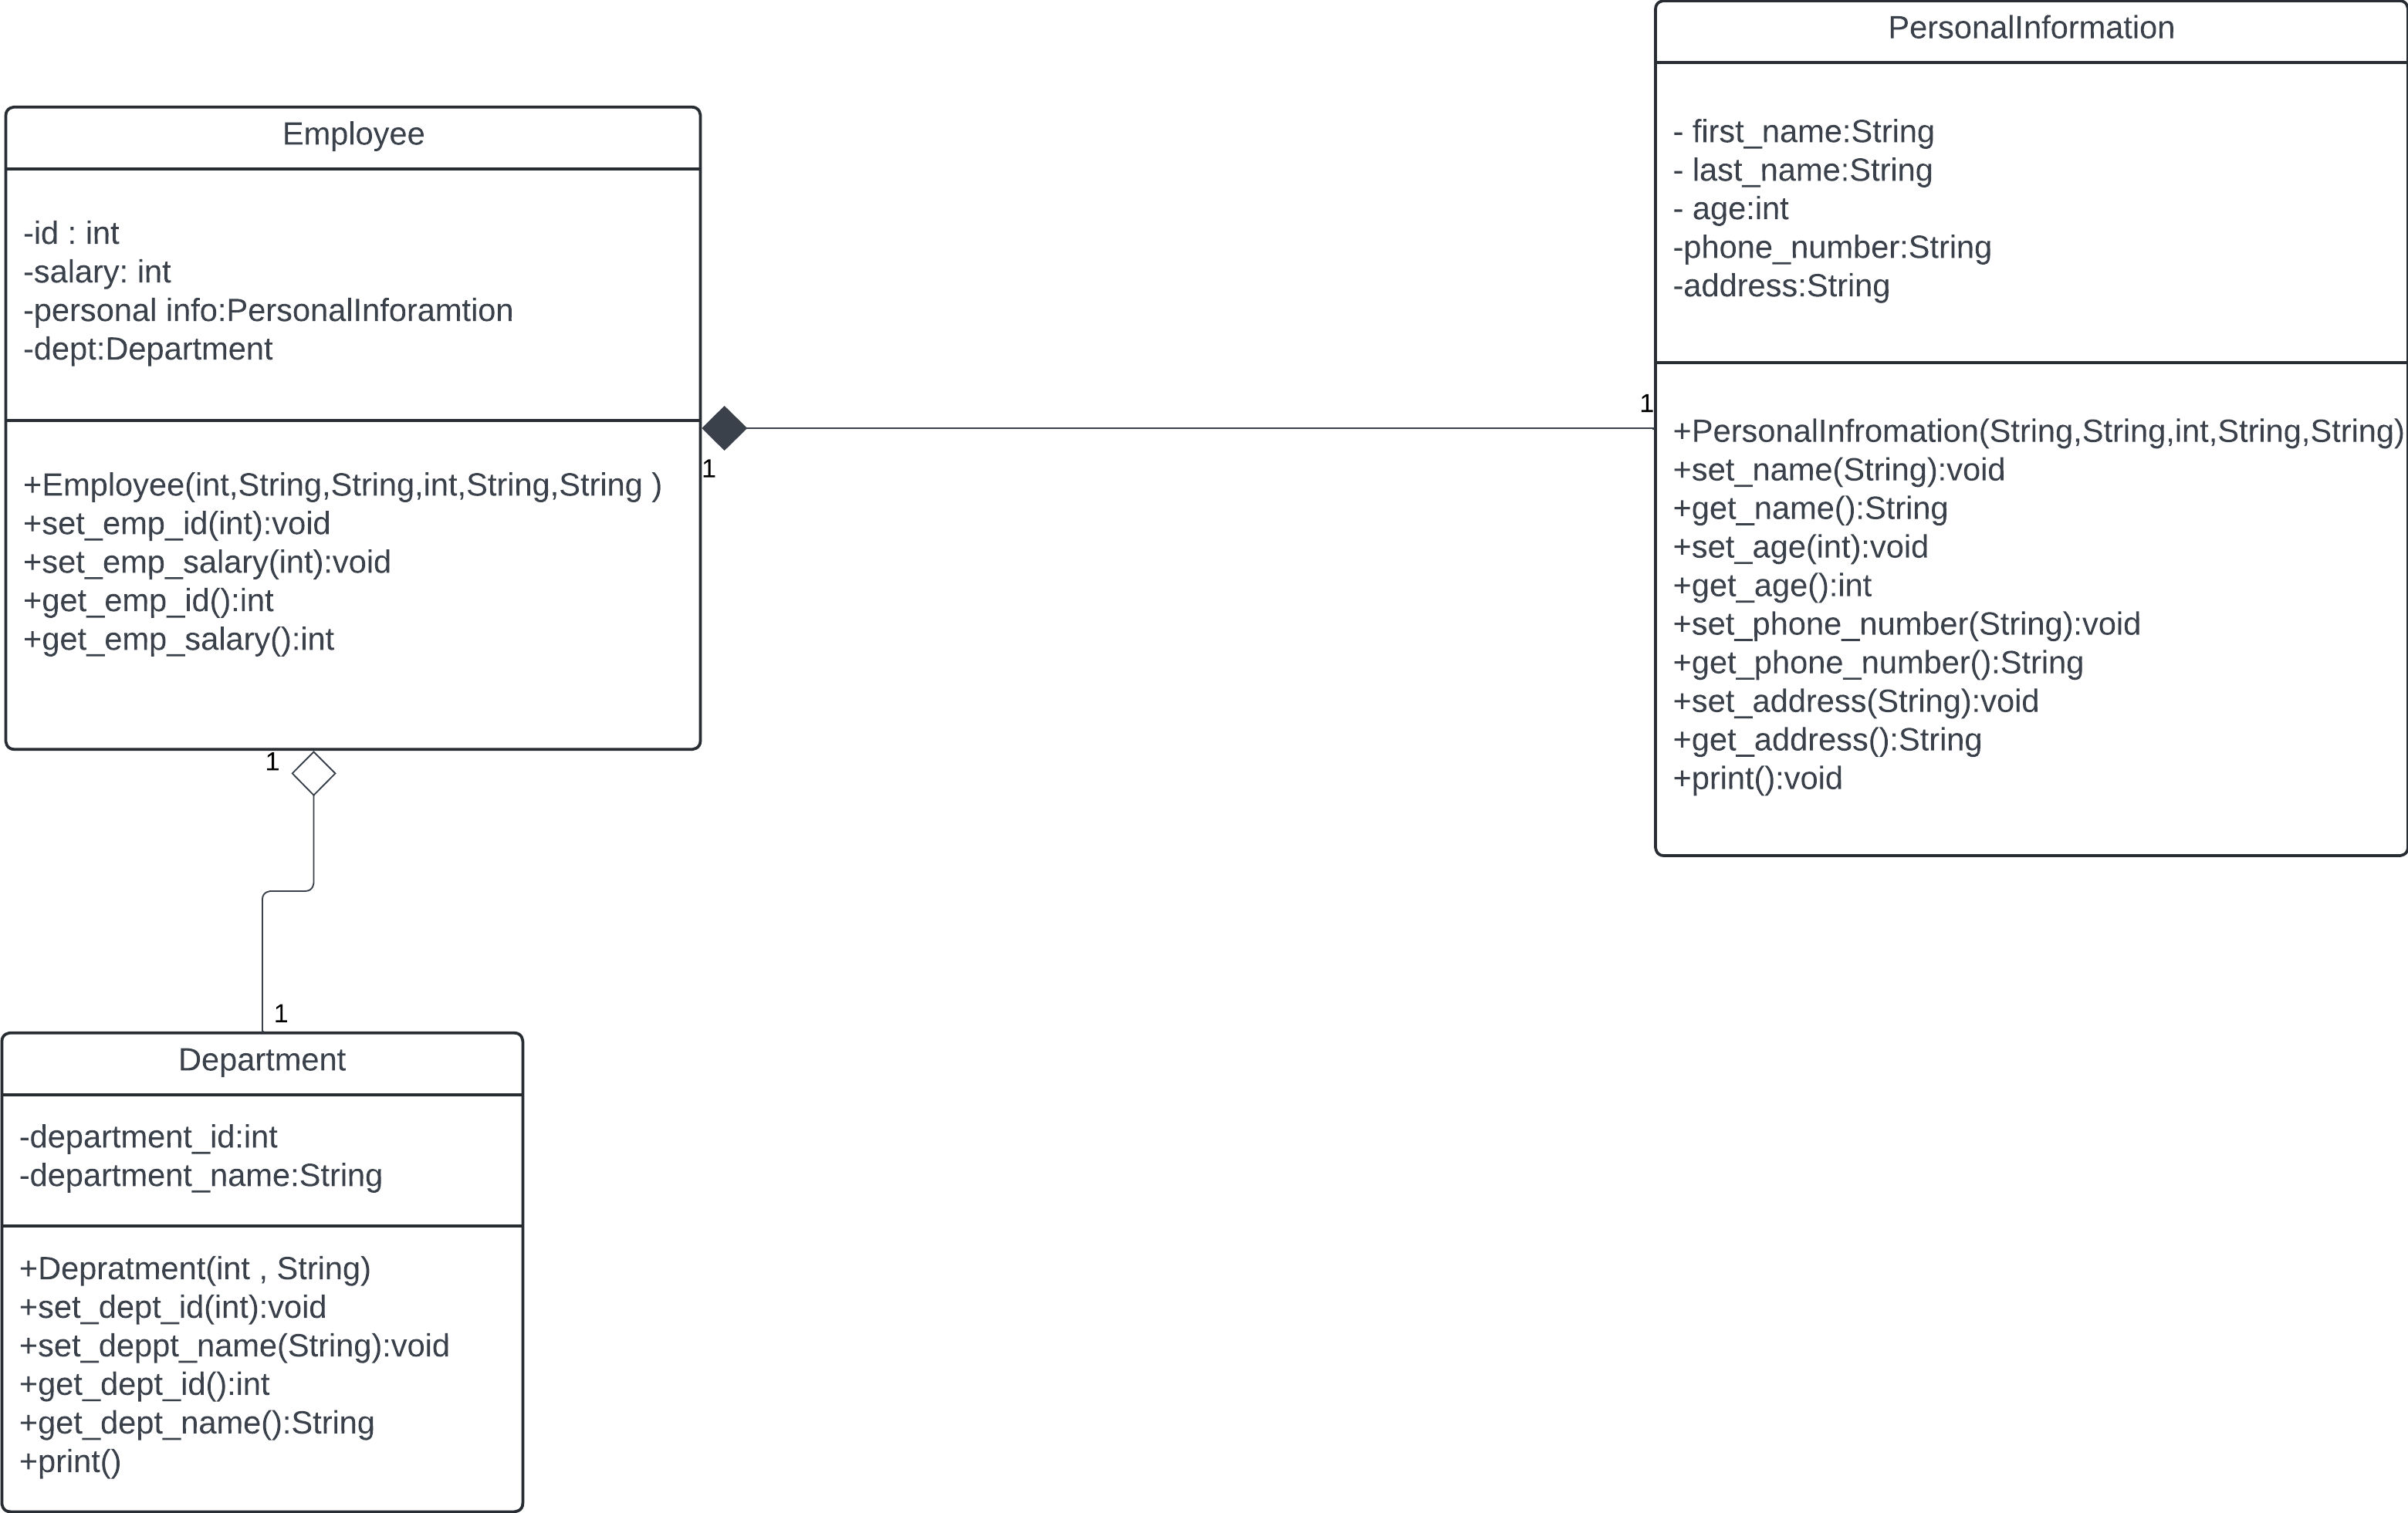 Employee
-id : int
-salary: int
-personal info:PersonalInforamtion
-dept:Department
+Employee(int,String,String,int,String,String )
+set_emp_id(int):void
+set_emp_salary(int):void
+get_emp_id():int
+get_emp_salary():int
1
1
PersonalInformation
- first_name:String
- last_name:String
- age:int
-phone_number:String
-address:String
+PersonalInfromation(String,String,int,String,String)
+set_name(String):void
+get_name():String
+set_age(int):void
+get_age():int
+set_phone_number(String):void
+get_phone_number():String
+set_address(String):void
+get_address():String
+print():void
1
1
Department
-department_id:int
-department_name:String
+Depratment(int , String)
+set_dept_id(int):void
+set_deppt_name(String):void
+get_dept_id():int
+get_dept_name():String
+print()